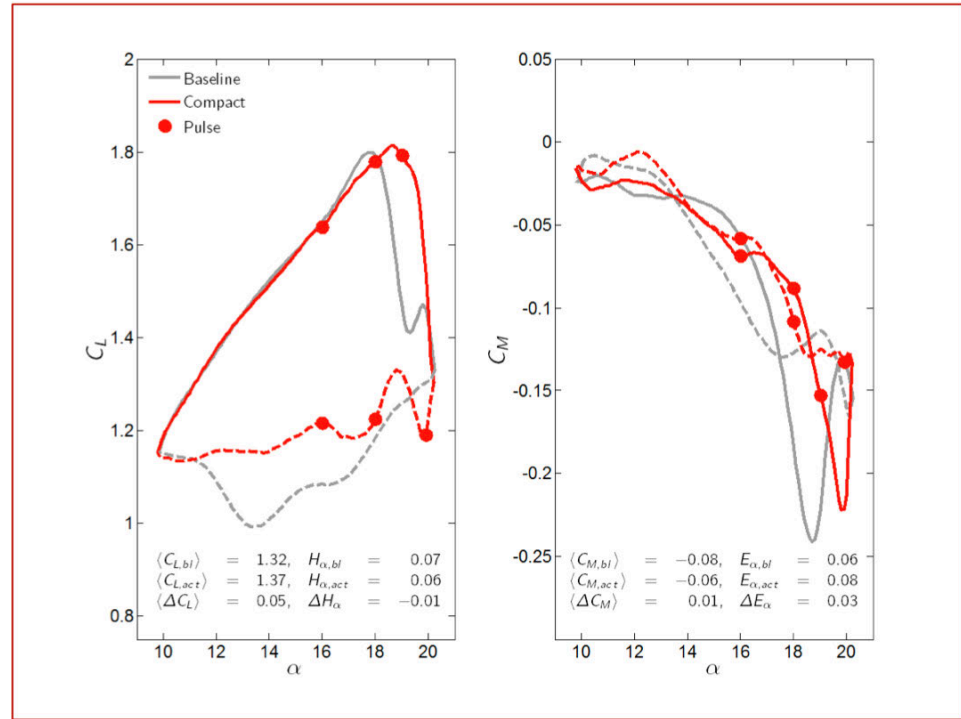 2
1.8
1.6
1.4
1.2
1
0.8
C_L
Baseline
Compact
Pulse
⟨C_{L,bl}⟩ = 1.32, H_{α,bl} = 0.07
⟨C_{L,act}⟩ = 1.37, H_{α,act} = 0.06
⟨ΔC_L⟩ = 0.05, ΔH_α = −0.01
10 12 14 16 18 20
α
0.05
0
-0.05
-0.1
-0.15
-0.2
-0.25
C_M
⟨C_{M,bl}⟩ = −0.08, E_{α,bl} = 0.06
⟨C_{M,act}⟩ = −0.06, E_{α,act} = 0.08
⟨ΔC_M⟩ = 0.01, ΔE_α = 0.03
10 12 14 16 18 20
α